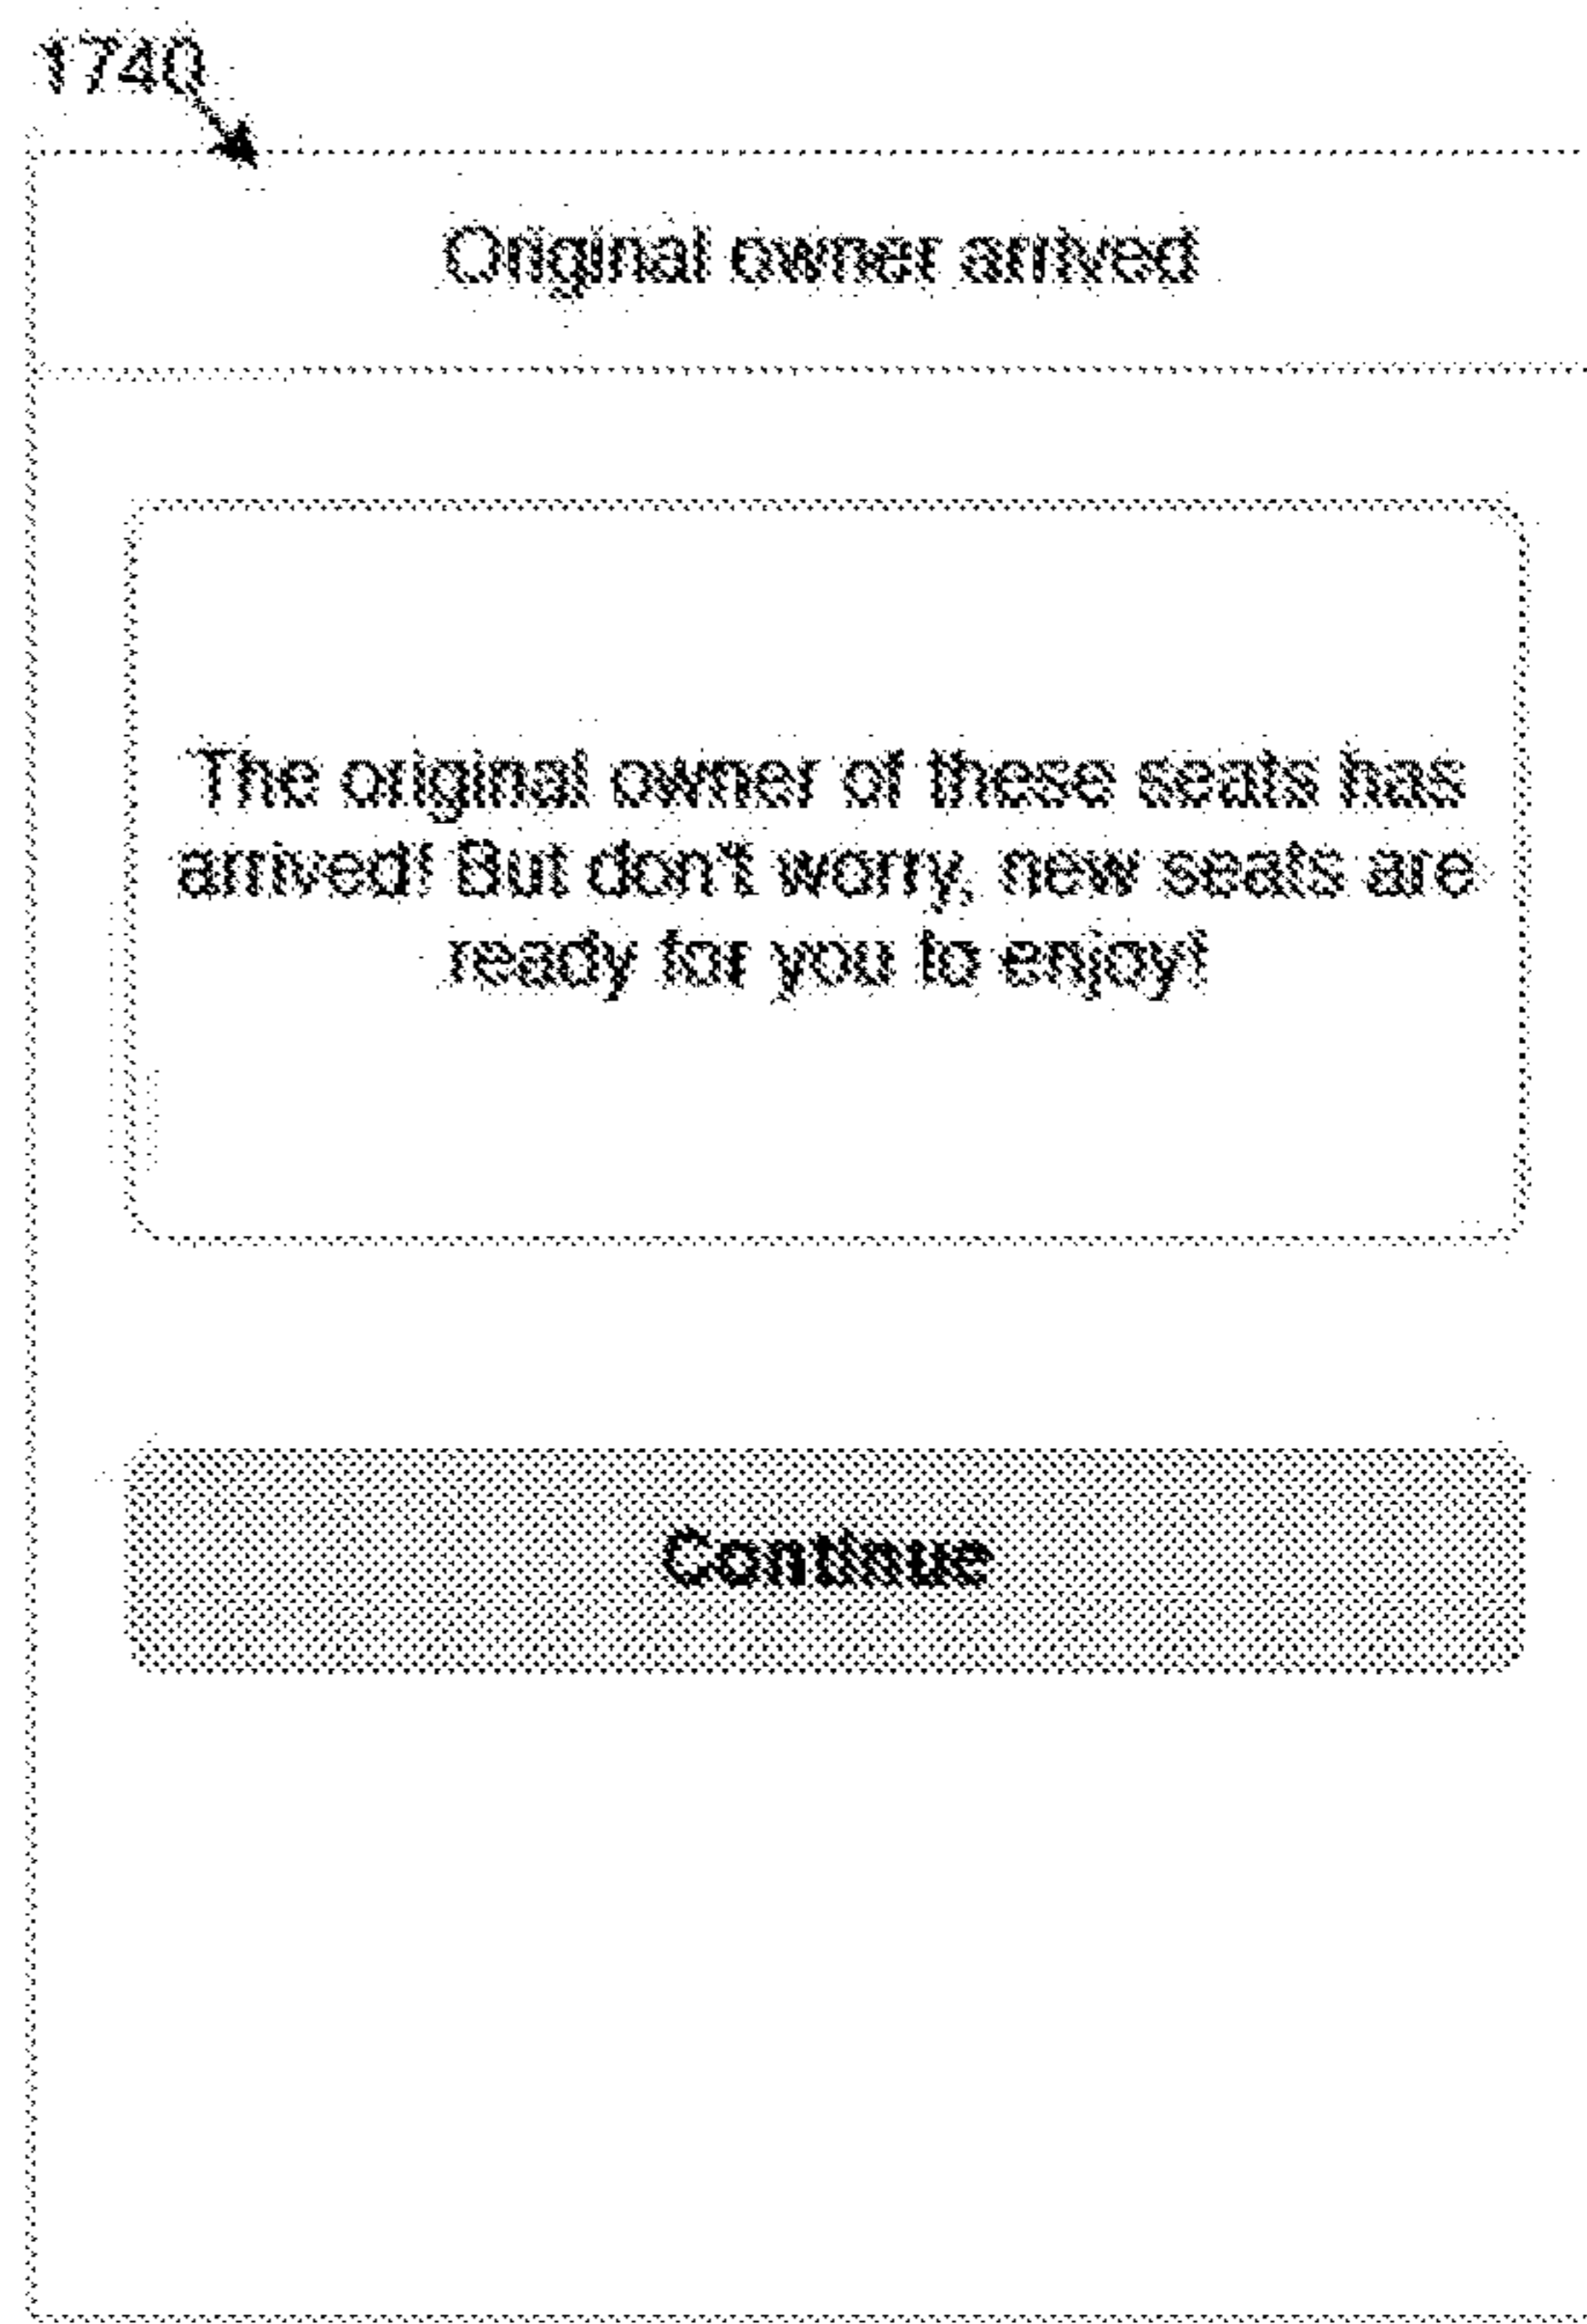 1740
Original owner arrived
The original owner of these seats has
arrived! But don't worry, new seats are
ready for you to enjoy!
Continue